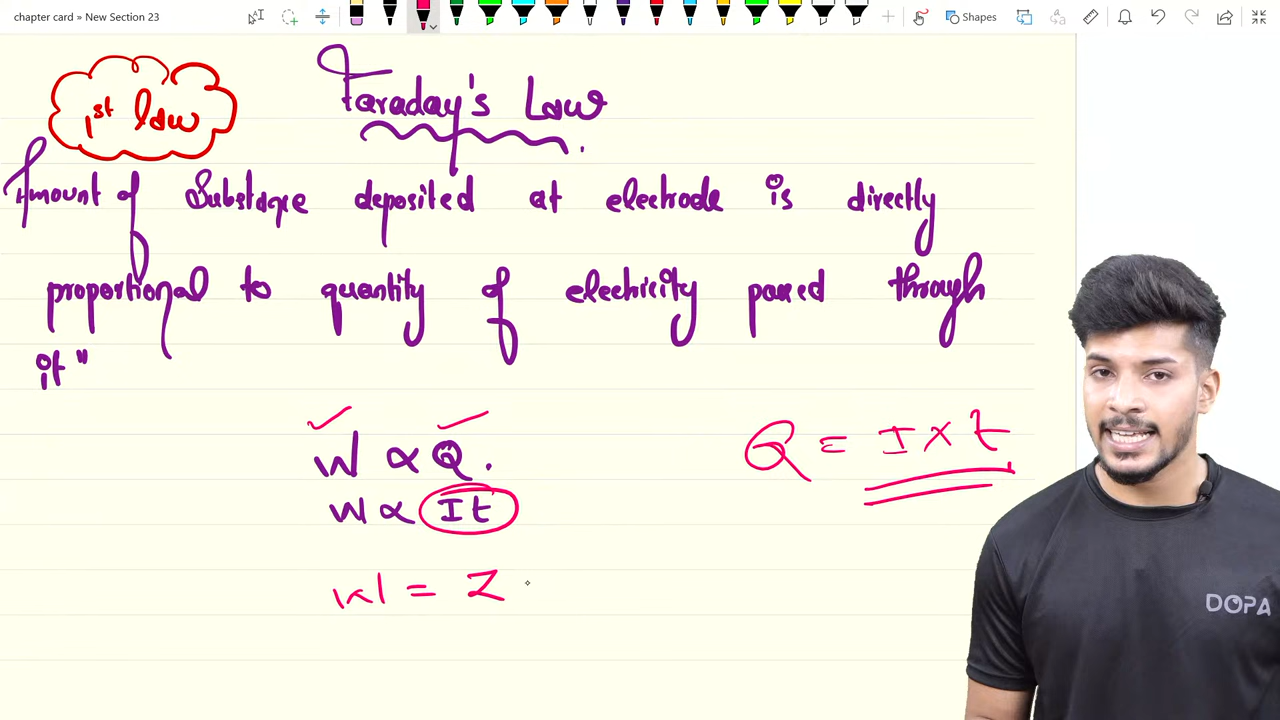 chapter card » New Section 23
Shapes
1st law
Faraday's Law
Amount of Substance deposited at electrode is directly
proportional to quantity of electricity passed through
it"
W ∝ Q.
W ∝ It
Q = I × t
W = Z
DOPA